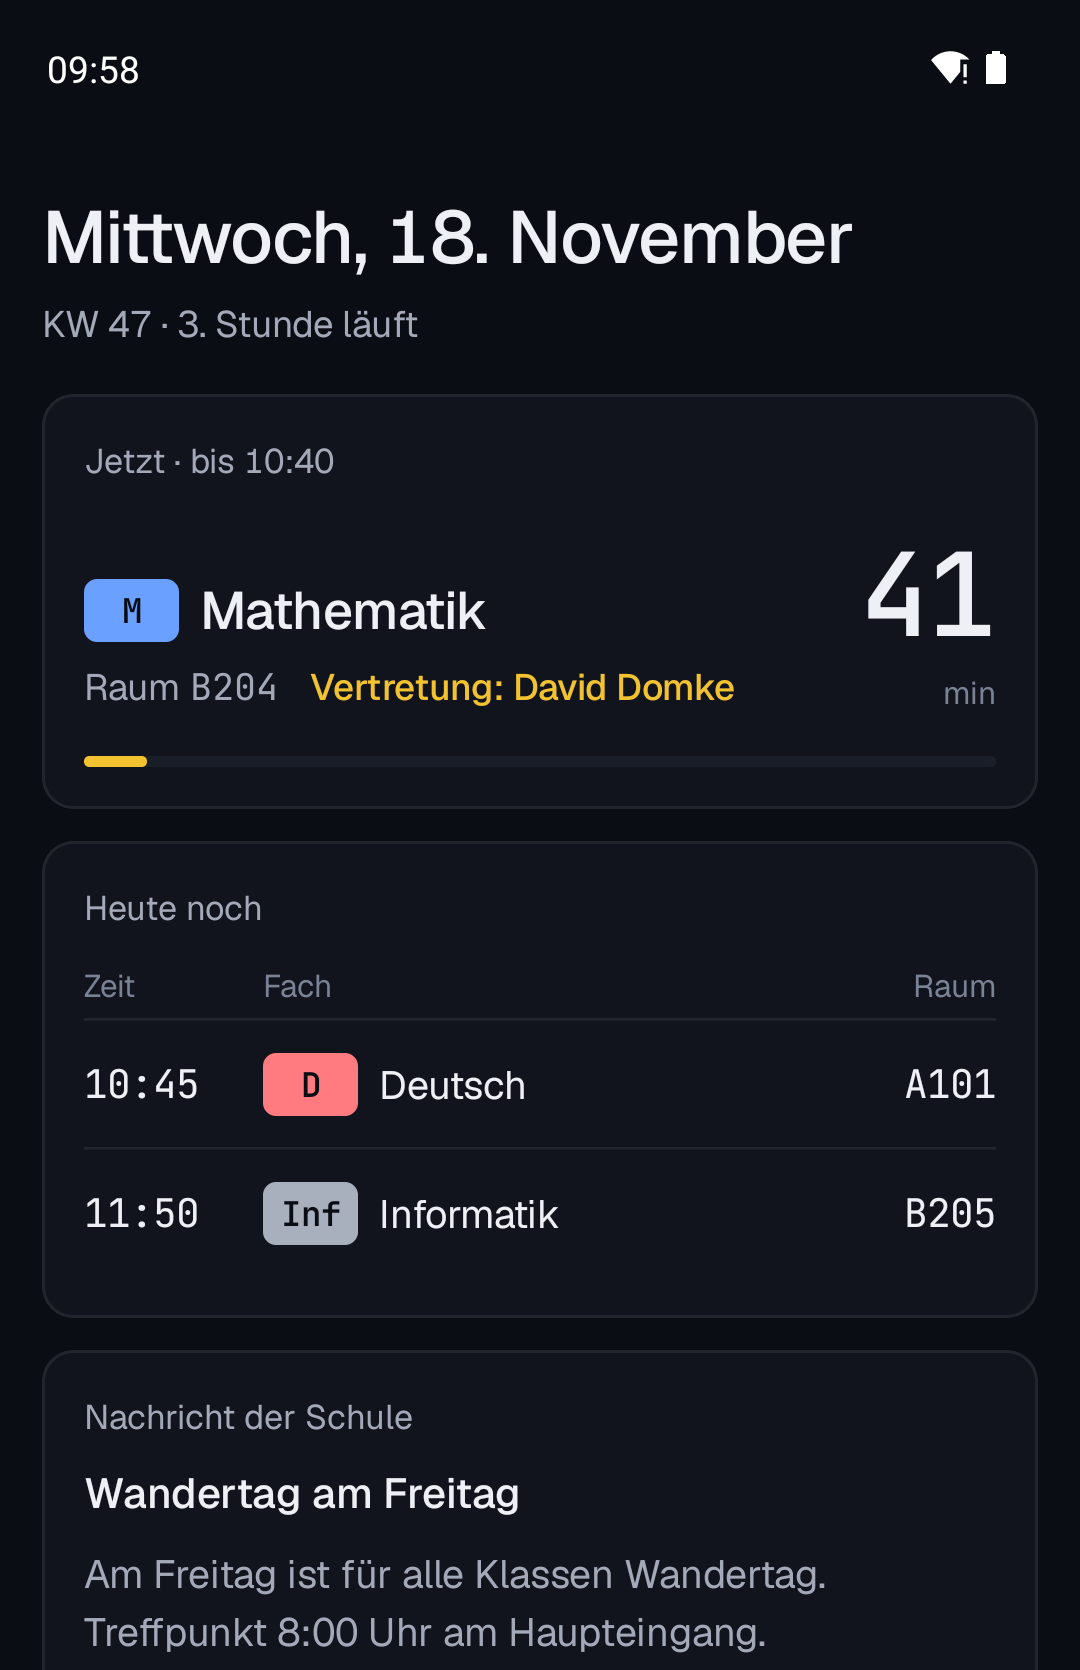 09:58
Mittwoch, 18. November
KW 47 · 3. Stunde läuft
Jetzt · bis 10:40
M Mathematik 41
Raum B204 Vertretung: David Domke min
Heute noch
Zeit Fach Raum
10:45 D Deutsch A101
11:50 Inf Informatik B205
Nachricht der Schule
Wandertag am Freitag
Am Freitag ist für alle Klassen Wandertag.
Treffpunkt 8:00 Uhr am Haupteingang.